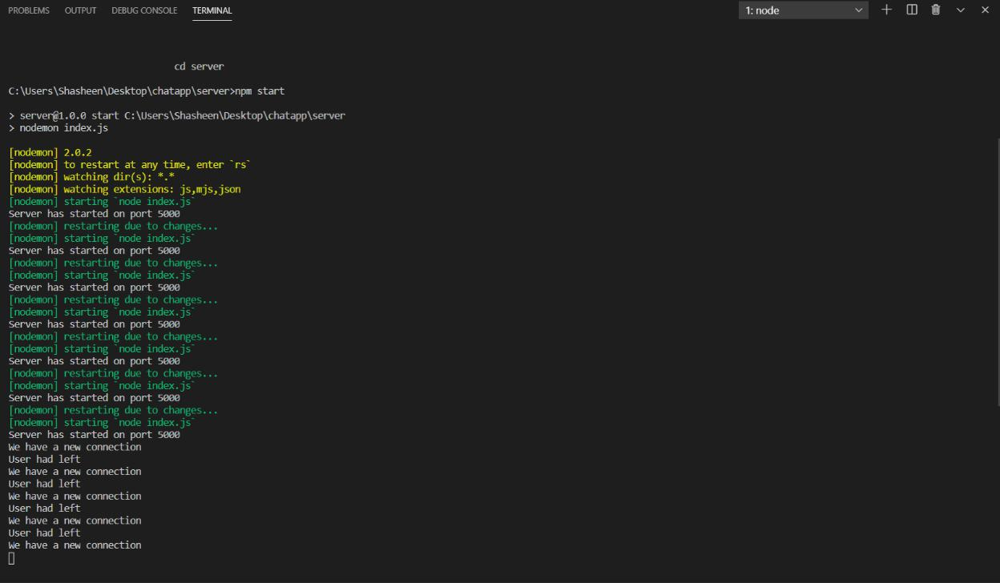 PROBLEMS OUTPUT DEBUG CONSOLE TERMINAL 1: node
cd server
C:\Users\Shasheen\Desktop\chatapp\server>npm start
> server@1.0.0 start C:\Users\Shasheen\Desktop\chatapp\server
> nodemon index.js
[nodemon] 2.0.2
[nodemon] to restart at any time, enter `rs`
[nodemon] watching dir(s): *.*
[nodemon] watching extensions: js,mjs,json
[nodemon] starting `node index.js`
Server has started on port 5000
[nodemon] restarting due to changes...
[nodemon] starting `node index.js`
Server has started on port 5000
[nodemon] restarting due to changes...
[nodemon] starting `node index.js`
Server has started on port 5000
[nodemon] restarting due to changes...
[nodemon] starting `node index.js`
Server has started on port 5000
[nodemon] restarting due to changes...
[nodemon] starting `node index.js`
Server has started on port 5000
[nodemon] restarting due to changes...
[nodemon] starting `node index.js`
Server has started on port 5000
[nodemon] restarting due to changes...
[nodemon] starting `node index.js`
Server has started on port 5000
We have a new connection
User had left
We have a new connection
User had left
We have a new connection
User had left
We have a new connection
User had left
We have a new connection